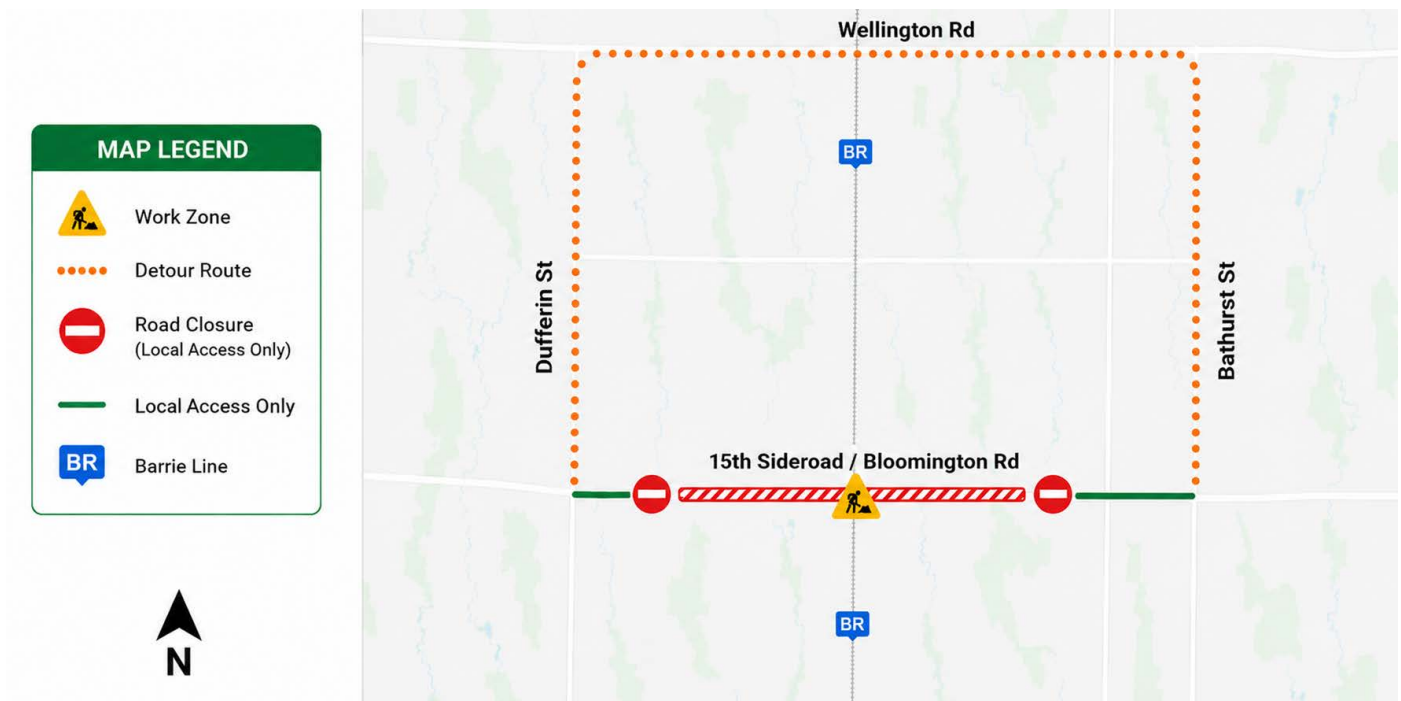 MAP LEGEND
Work Zone
Detour Route
Road Closure
(Local Access Only)
Local Access Only
BR
Barrie Line
N
Wellington Rd
BR
Dufferin St
Bathurst St
15th Sideroad / Bloomington Rd
BR